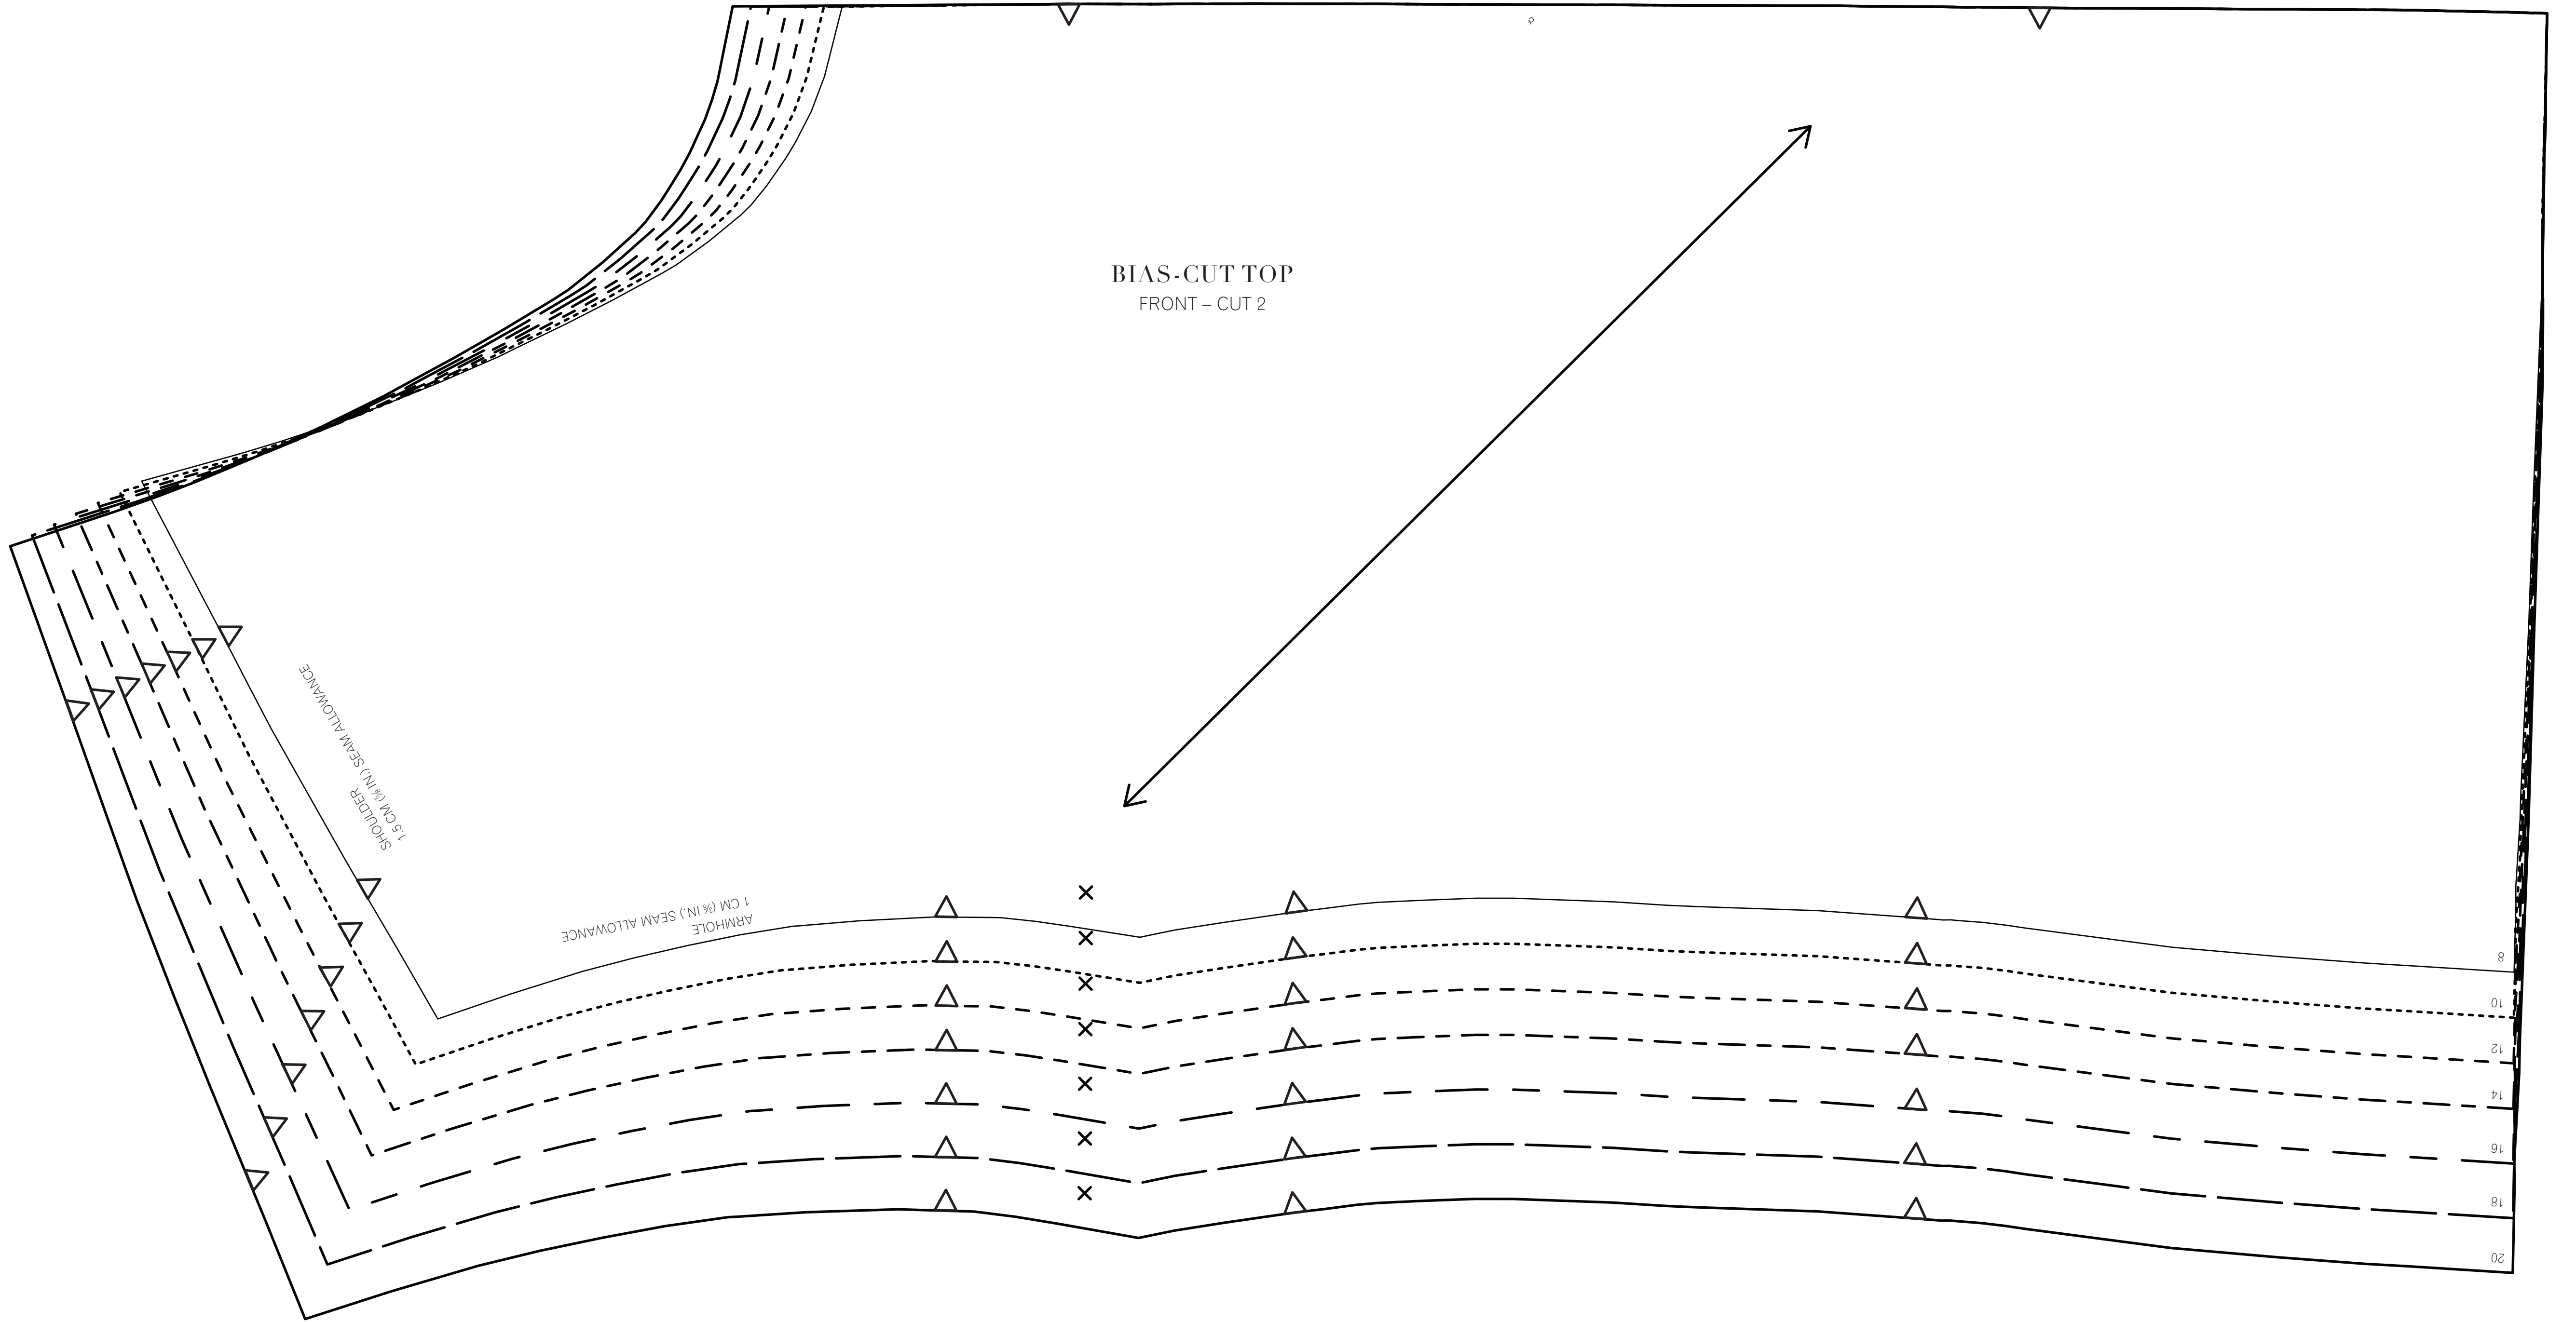 BIAS-CUT TOP
FRONT – CUT 2
SHOULDER
1.5 CM (⅝ IN.) SEAM ALLOWANCE
ARMHOLE
1 CM (⅜ IN.) SEAM ALLOWANCE
8
10
12
14
16
18
20